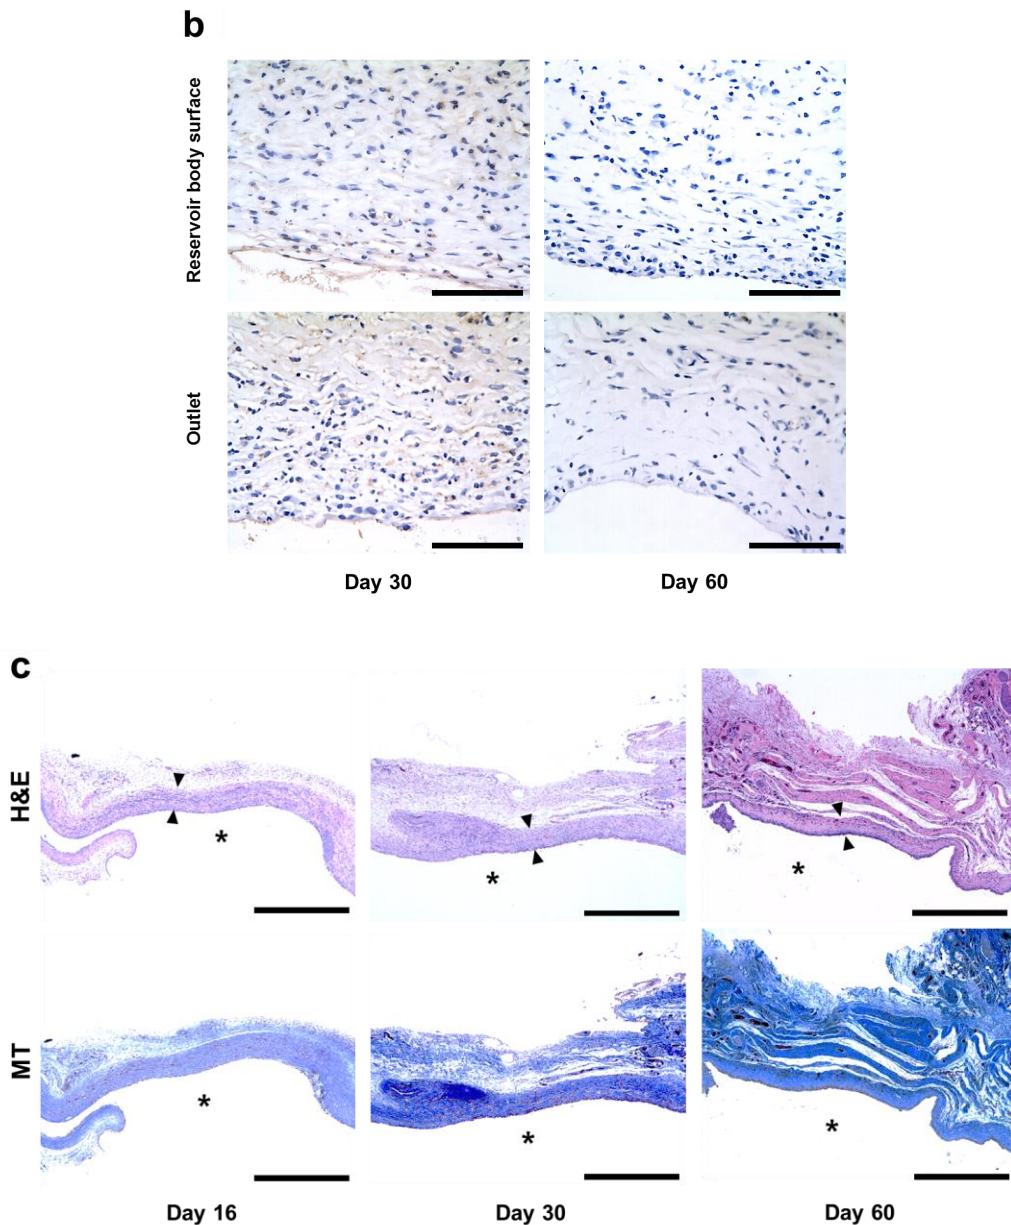 b
Reservoir body surface
Outlet
Day 30 Day 60
c
H&E
* * *
MT
* * *
Day 16 Day 30 Day 60